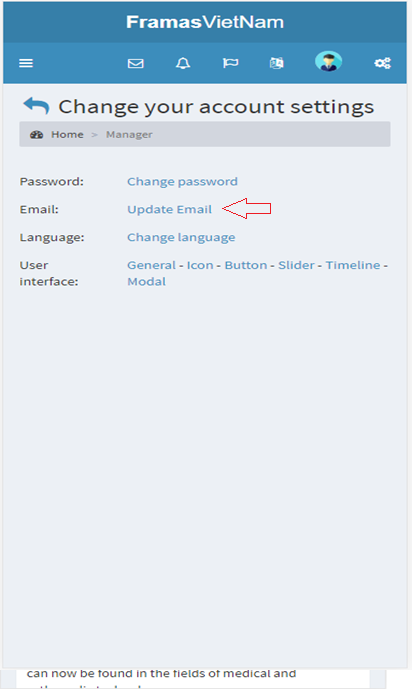 FramasVietNam
Change your account settings
Home > Manager
Password: Change password
Email: Update Email
Language: Change language
User interface: General - Icon - Button - Slider - Timeline -
Modal
can now be found in the fields of medical and